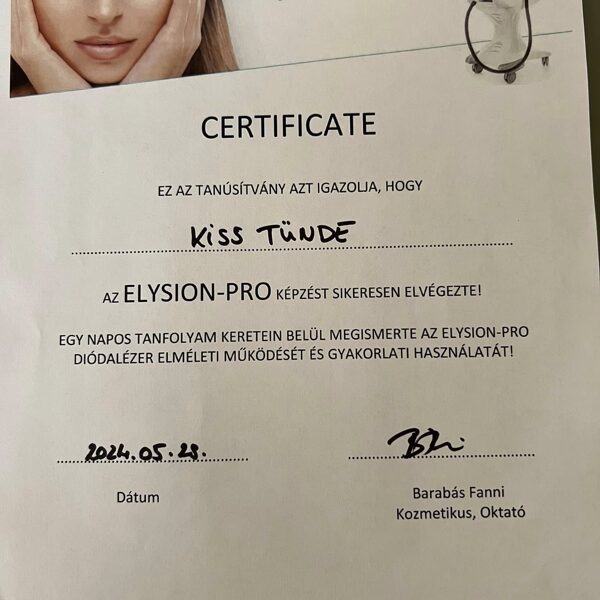 CERTIFICATE
EZ AZ TANÚSÍTVÁNY AZT IGAZOLJA, HOGY
KISS TÜNDE
AZ ELYSION-PRO KÉPZÉST SIKERESEN ELVÉGEZTE!
EGY NAPOS TANFOLYAM KERETEIN BELÜL MEGISMERTE AZ ELYSION-PRO
DIÓDALÉZER ELMÉLETI MŰKÖDÉSÉT ÉS GYAKORLATI HASZNÁLATÁT!
2024.05.28.
Dátum
Barabás Fanni
Kozmetikus, Oktató